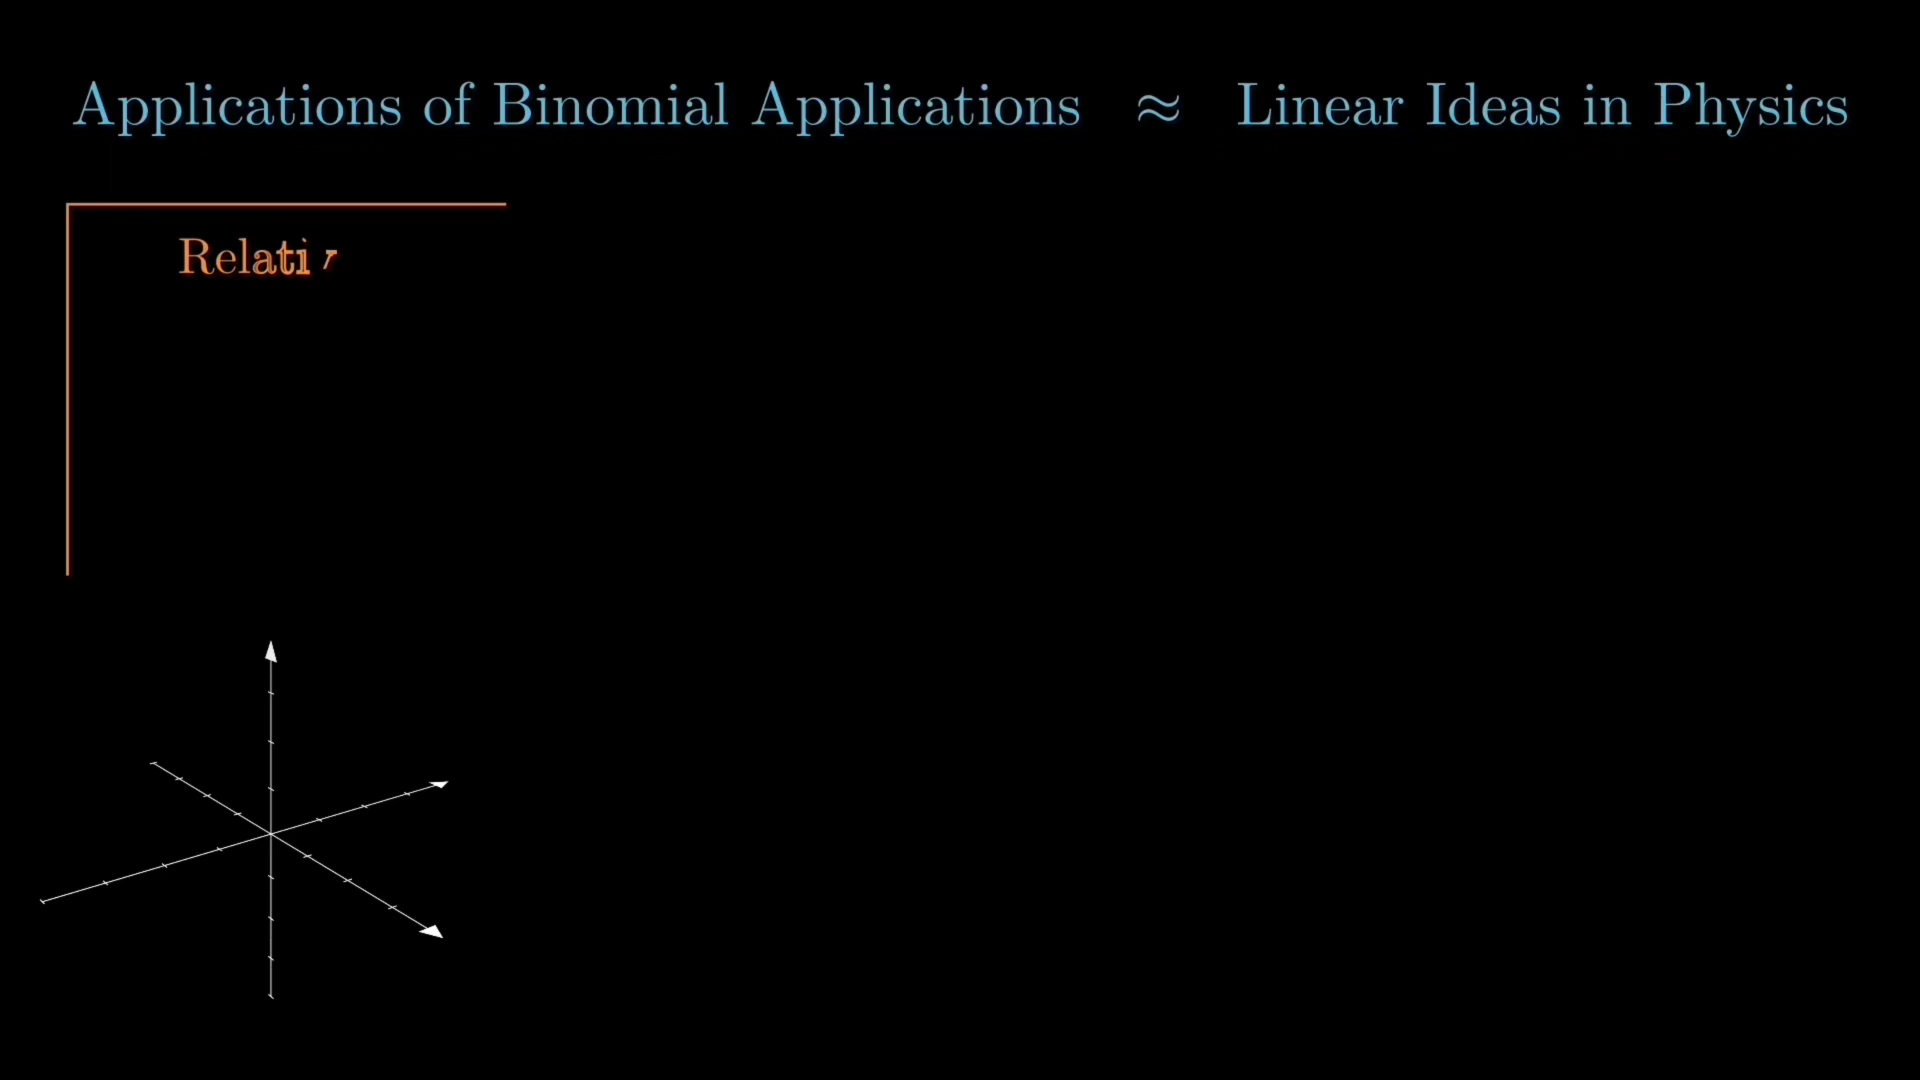 Applications of Binomial Applications ≈ Linear Ideas in Physics
Relati